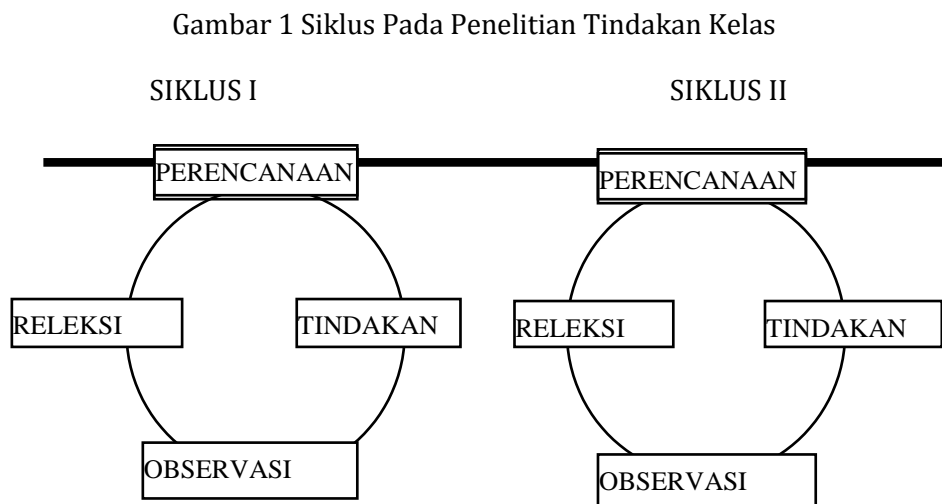 Gambar 1 Siklus Pada Penelitian Tindakan Kelas
SIKLUS I
SIKLUS II
PERENCANAAN
PERENCANAAN
RELEKSI
TINDAKAN
RELEKSI
TINDAKAN
OBSERVASI
OBSERVASI